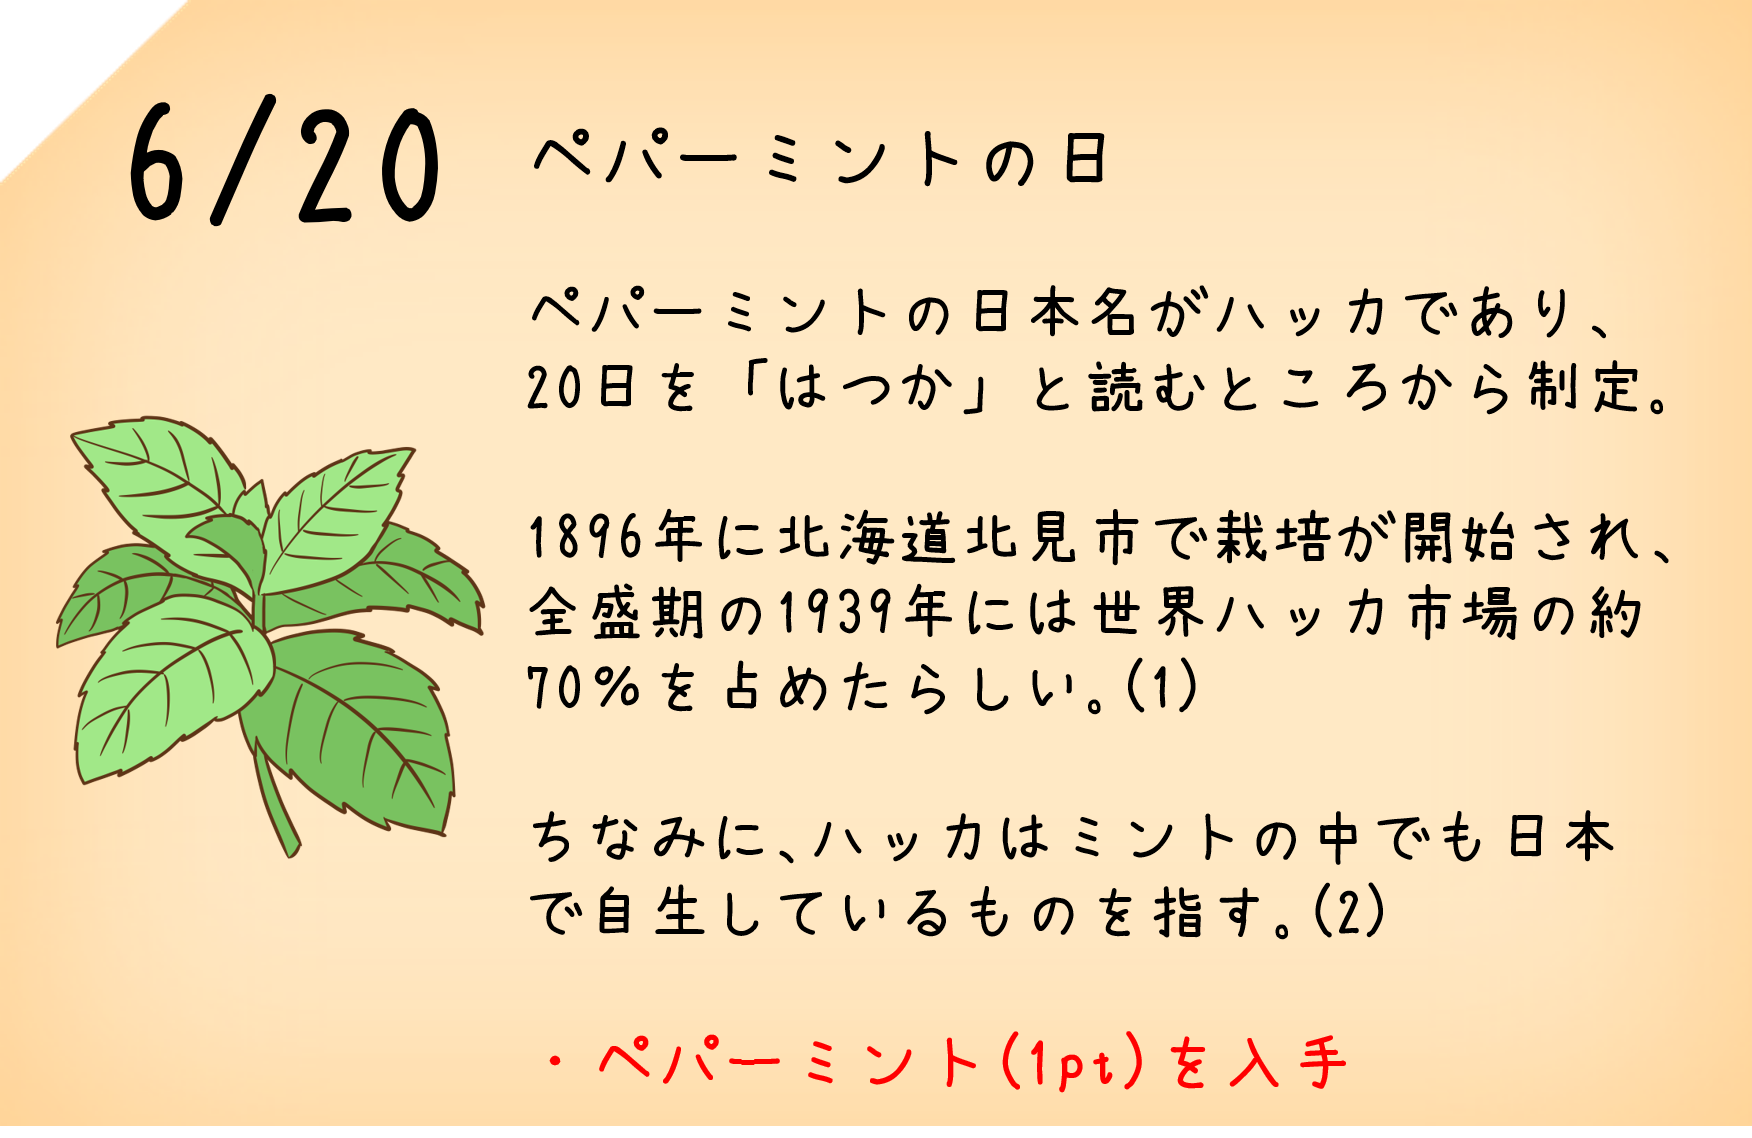 6/20 ペパーミントの日
ペパーミントの日本名がハッカであり、
20日を「はつか」と読むところから制定。
1896年に北海道北見市で栽培が開始され、
全盛期の1939年には世界ハッカ市場の約
70%を占めたらしい。(1)
ちなみに、ハッカはミントの中でも日本
で自生しているものを指す。(2)
・ペパーミント(1pt)を入手